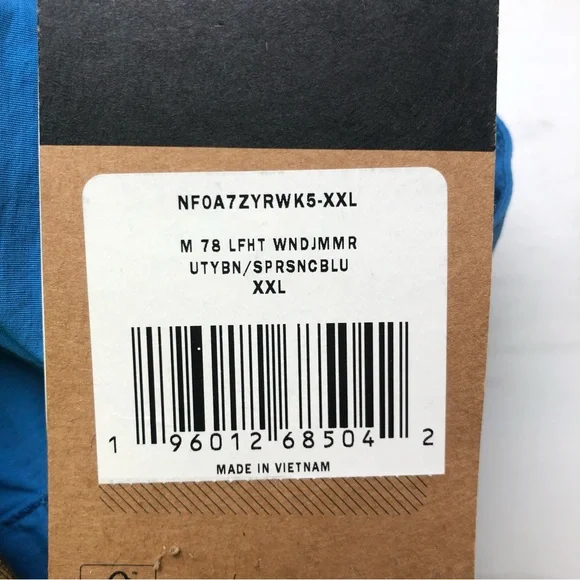 NF0A7ZYRWK5-XXL
M 78 LFHT WNDJMMR
UTYBN/SPRSNCBLU
XXL
1 96012 68504 2
MADE IN VIETNAM